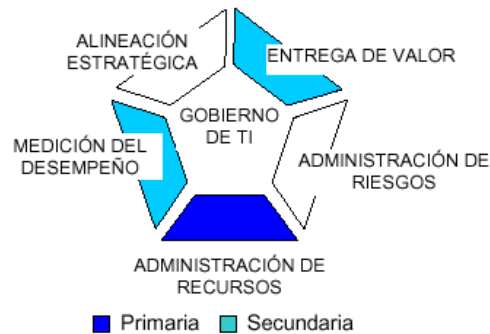 ALINEACIÓN
ESTRATÉGICA
ENTREGA DE VALOR
GOBIERNO
DE TI
MEDICIÓN DEL
DESEMPEÑO
ADMINISTRACIÓN DE
RIESGOS
ADMINISTRACIÓN DE
RECURSOS
Primaria
Secundaria